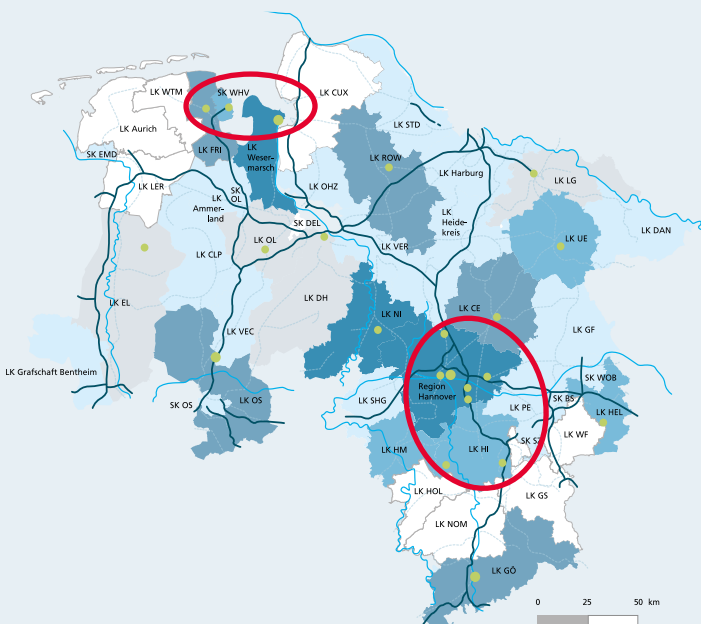 LK WTM
SK WHV
LK CUX
LK Aurich
LK STD
SK EMD
LK FRI
LK
Weser-
marsch
LK ROW
LK Harburg
LK LER
SK
OL
LK OHZ
LK LG
LK
Ammer-
land
LK
Heide-
kreis
SK DEL
LK DAN
LK OL
LK VER
LK UE
LK CLP
LK EL
LK DH
LK NI
LK CE
LK VEC
LK GF
LK Grafschaft Bentheim
SK WOB
Region
Hannover
SK OS
LK OS
LK SHG
LK PE
SK BS
LK HEL
LK WF
SK SZ
LK HM
LK HI
LK HOL
LK GS
LK NOM
LK GÖ
0 25 50 km